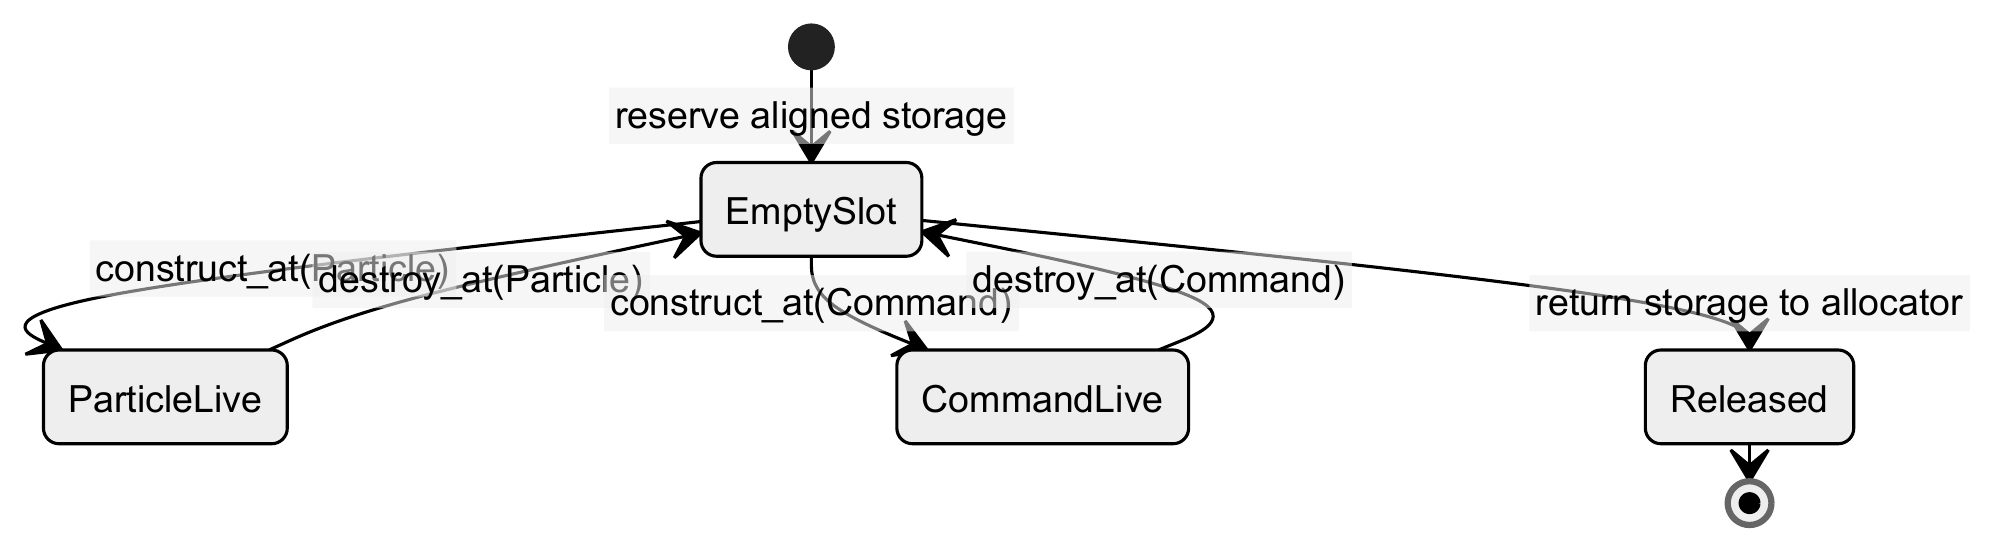 reserve aligned storage
EmptySlot
construct_at(Particle)
destroy_at(Particle)
construct_at(Command)
destroy_at(Command)
return storage to allocator
ParticleLive
CommandLive
Released